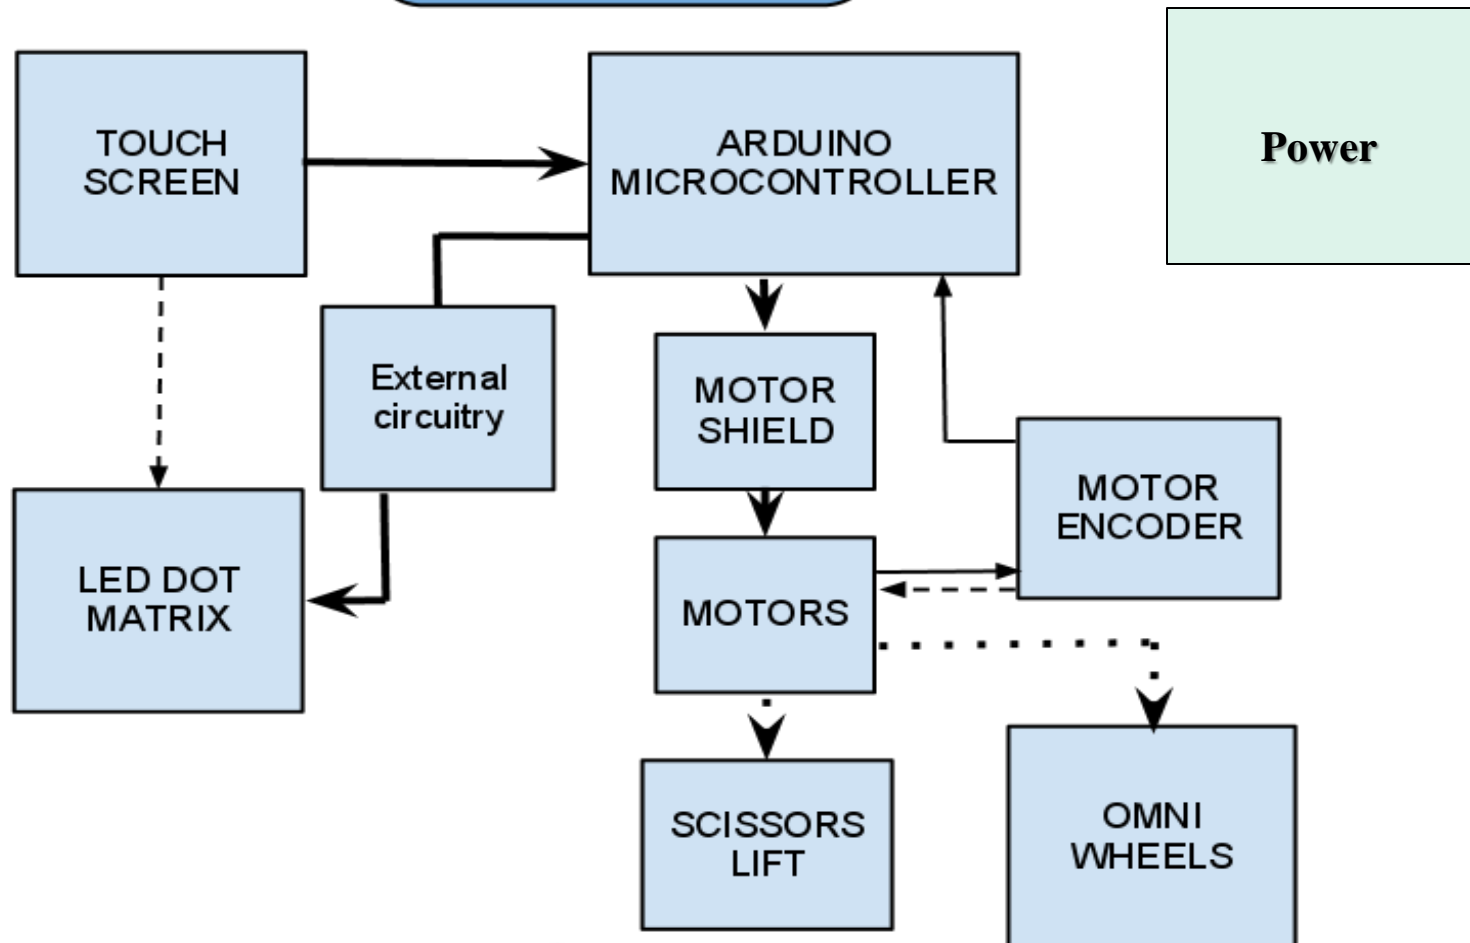 TOUCH
SCREEN
ARDUINO
MICROCONTROLLER
Power
External
circuitry
MOTOR
SHIELD
MOTOR
ENCODER
LED DOT
MATRIX
MOTORS
SCISSORS
LIFT
OMNI
WHEELS